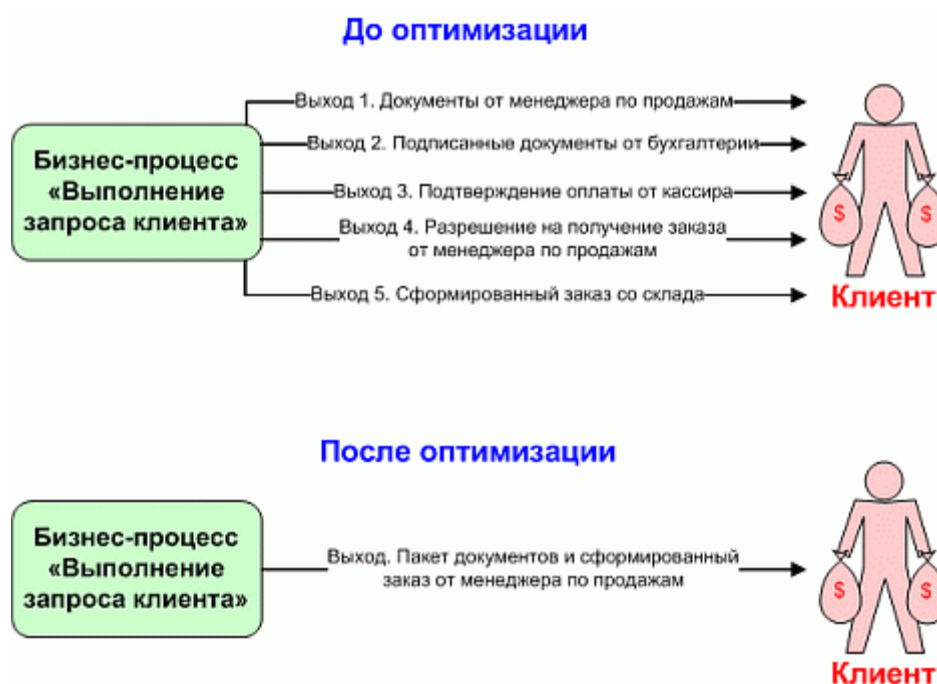 До оптимизации
Выход 1. Документы от менеджера по продажам
Бизнес-процесс
«Выполнение
запроса клиента»
Выход 2. Подписанные документы от бухгалтерии
Выход 3. Подтверждение оплаты от кассира
Выход 4. Разрешение на получение заказа
от менеджера по продажам
Выход 5. Сформированный заказ со склада
$
$
Клиент
После оптимизации
Бизнес-процесс
«Выполнение
запроса клиента»
Выход. Пакет документов и сформированный
заказ от менеджера по продажам
$
$
Клиент